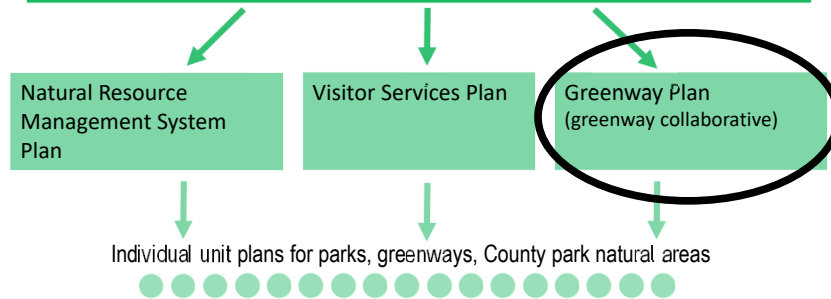 Natural Resource
Management System
Plan
Visitor Services Plan
Greenway Plan
(greenway collaborative)
Individual unit plans for parks, greenways, County park natural areas